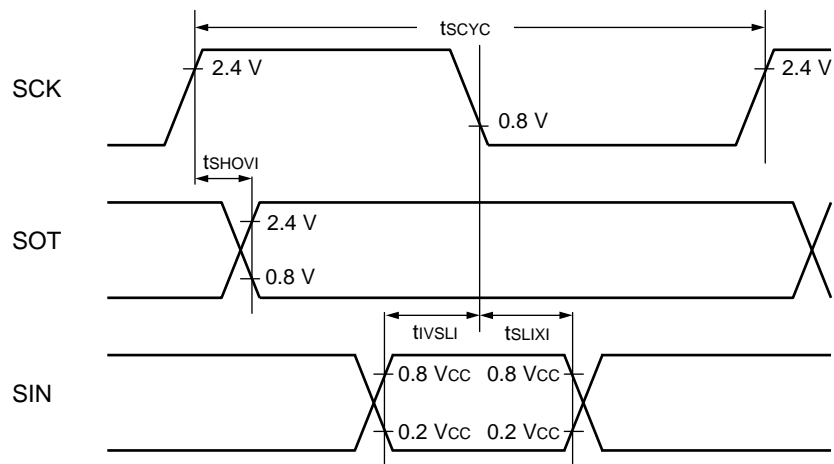 tSCYC
SCK
2.4 V
2.4 V
0.8 V
tSHOVI
SOT
2.4 V
0.8 V
tIVSLI
tSLIXI
SIN
0.8 VCC
0.8 VCC
0.2 VCC
0.2 VCC